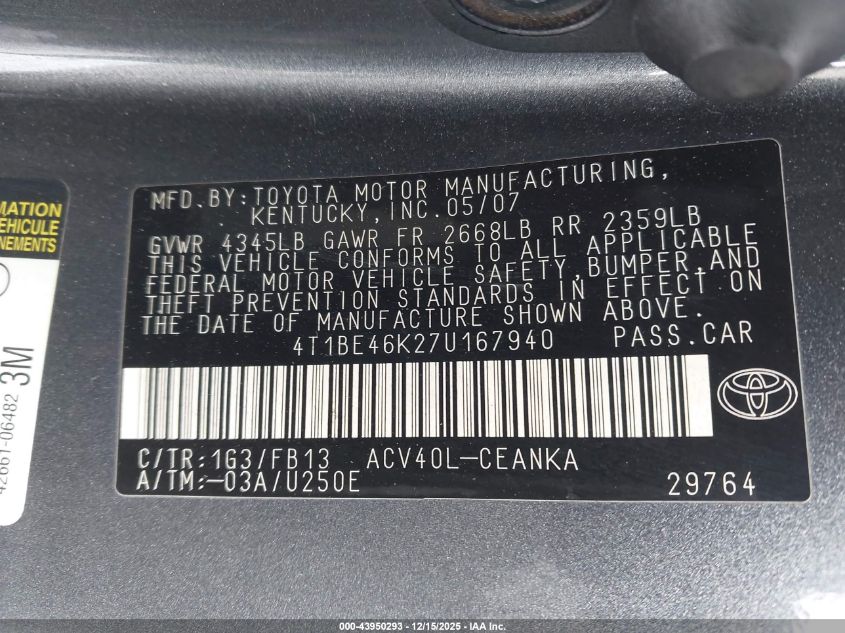 MFD.BY:TOYOTA MOTOR MANUFACTURING,
KENTUCKY,INC.05/07
GVWR 4345LB GAWR FR 2668LB RR 2359LB
THIS VEHICLE CONFORMS TO ALL APPLICABLE
FEDERAL MOTOR VEHICLE SAFETY,BUMPER,AND
THEFT PREVENTION STANDARDS IN EFFECT ON
THE DATE OF MANUFACTURE SHOWN ABOVE.
4T1BE46K27U167940 PASS.CAR
C/TR:1G3/FB13 ACV40L-CEANKA
A/TM:-03A/U250E 29764
MATION
VEHICULE
NEMENTS
42661-06482 3M
000-43950293 - 12/15/2025 - IAA Inc.